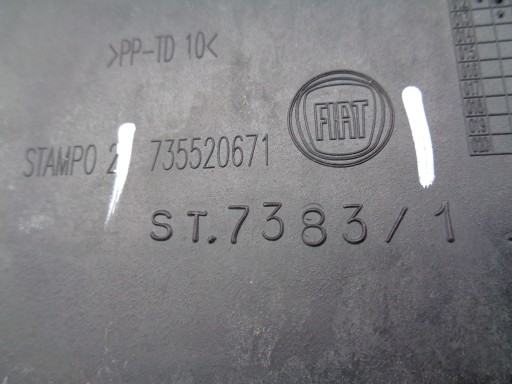 >PP-TD 10<
FIAT
STAMPO 2 735520671
ST.7383/1